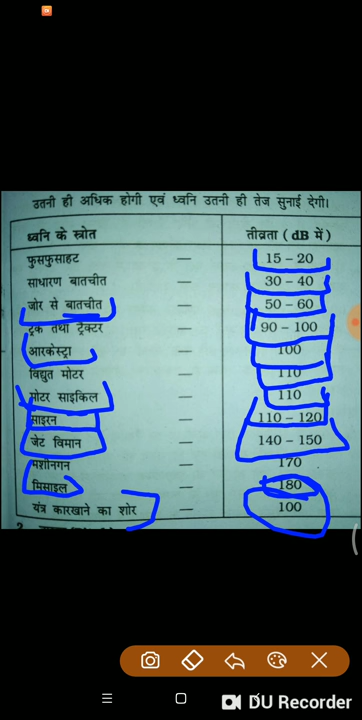 उतनी ही अधिक होगी एवं ध्वनि उतनी ही तेज सुनाई देगी।
ध्वनि के स्त्रोत तीव्रता ( dB में )
फुसफुसाहट — 15 – 20
साधारण बातचीत — 30 – 40
जोर से बातचीत — 50 – 60
ट्रक तथा ट्रैक्टर — 90 – 100
आरकेस्ट्रा — 100
विद्युत मोटर — 110
मोटर साइकिल — 110
साइरन — 110 – 120
जेट विमान — 140 – 150
मशीनगन — 170
मिसाइल — 180
यंत्र कारखाने का शोर — 100
DU Recorder